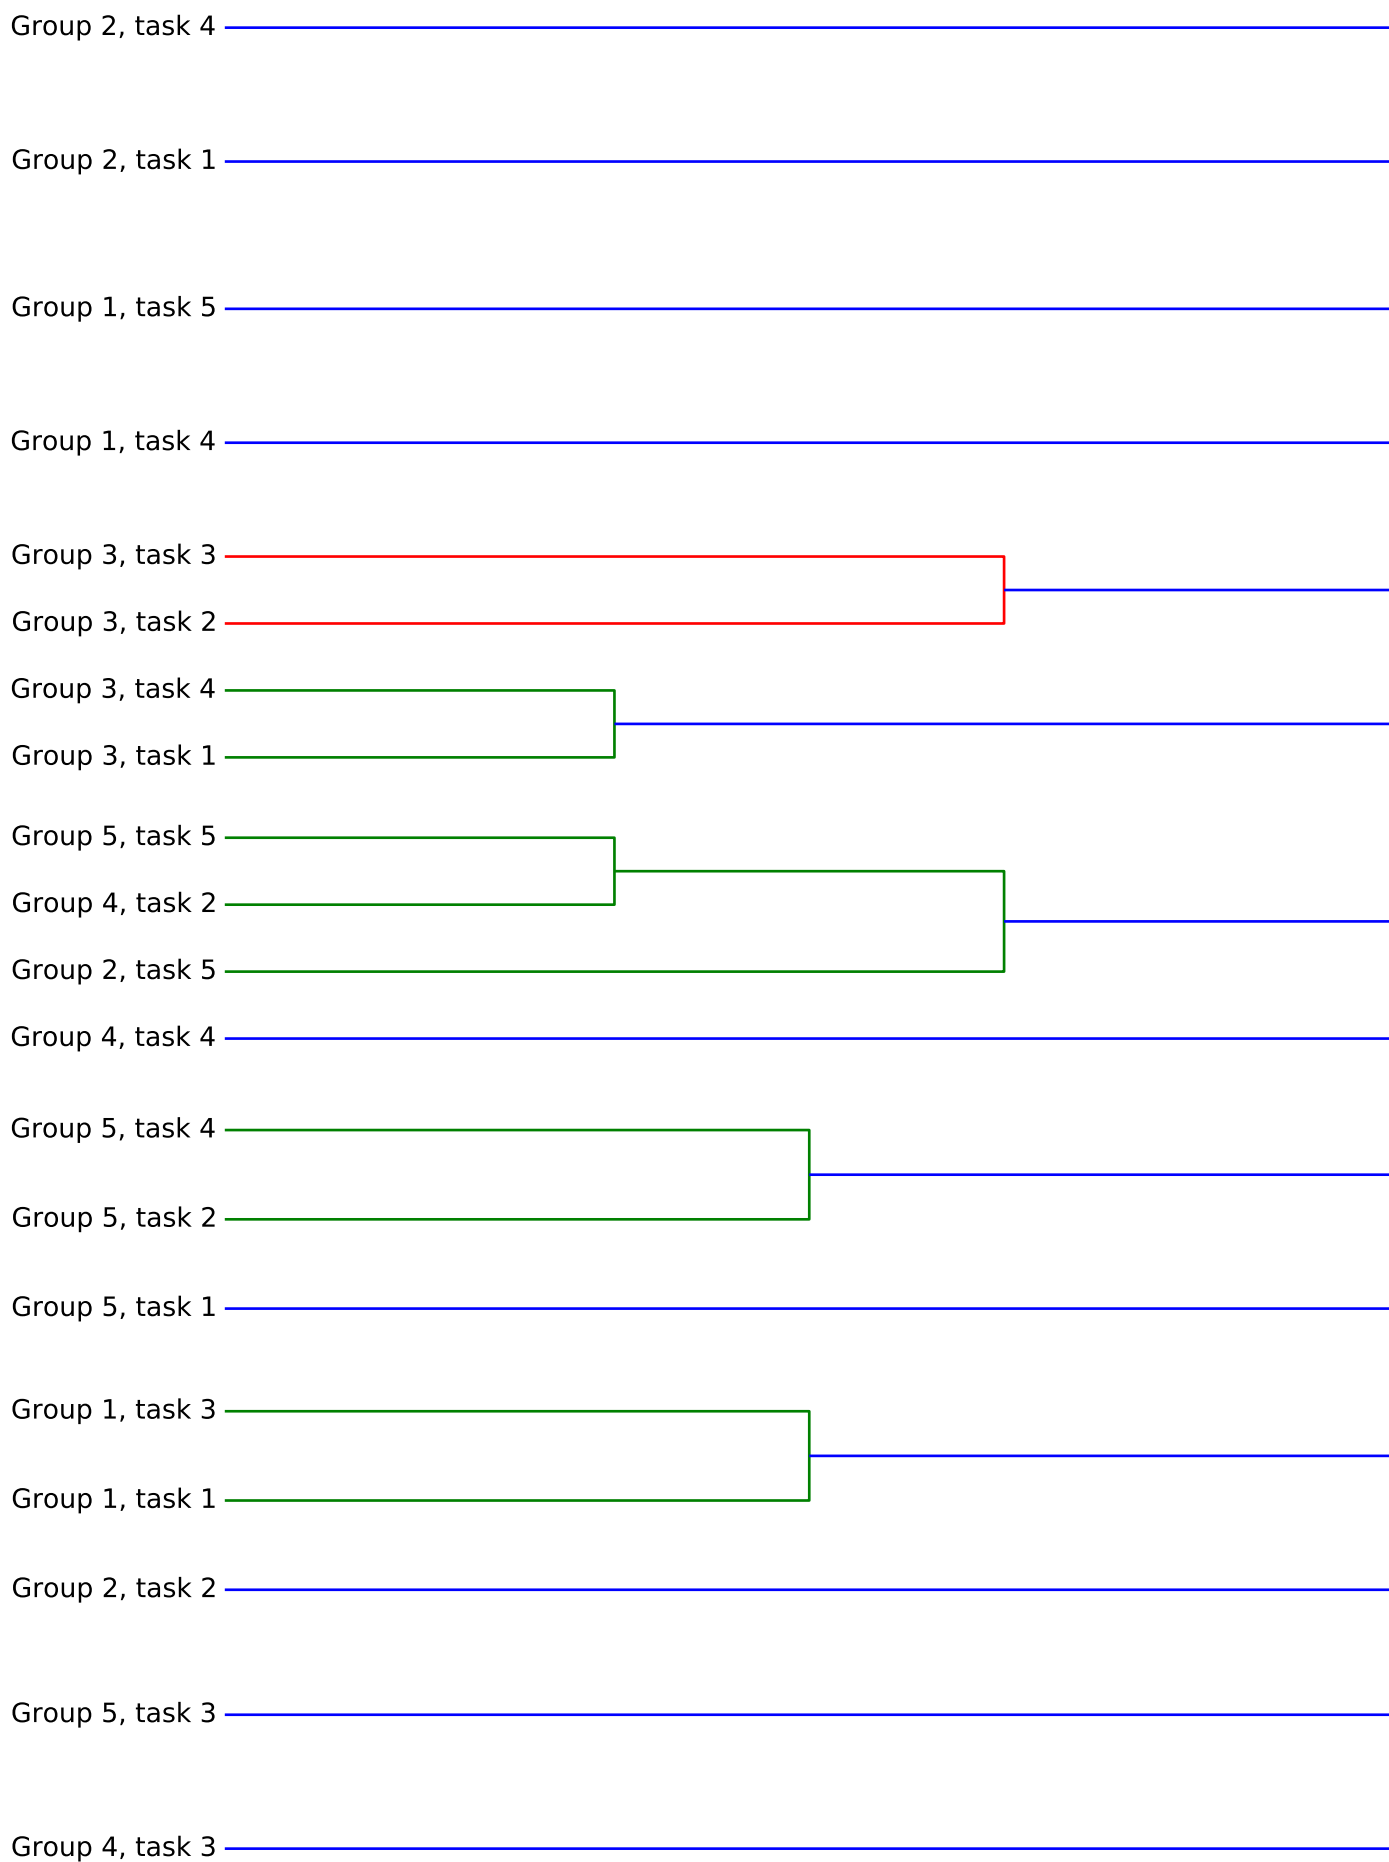 Group 2, task 4
Group 2, task 1
Group 1, task 5
Group 1, task 4
Group 3, task 3
Group 3, task 2
Group 3, task 4
Group 3, task 1
Group 5, task 5
Group 4, task 2
Group 2, task 5
Group 4, task 4
Group 5, task 4
Group 5, task 2
Group 5, task 1
Group 1, task 3
Group 1, task 1
Group 2, task 2
Group 5, task 3
Group 4, task 3